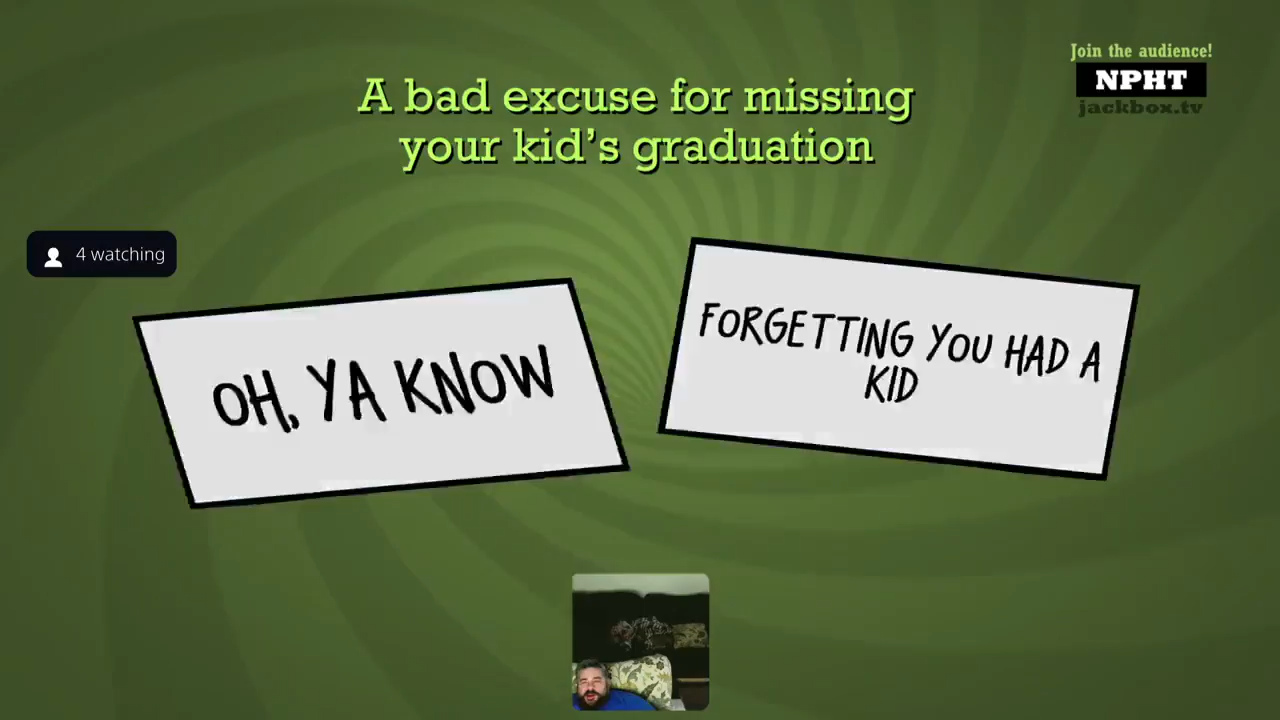 Join the audience!
NPHT
jackbox.tv
A bad excuse for missing
your kid's graduation
4 watching
OH, YA KNOW
FORGETTING YOU HAD A
KID